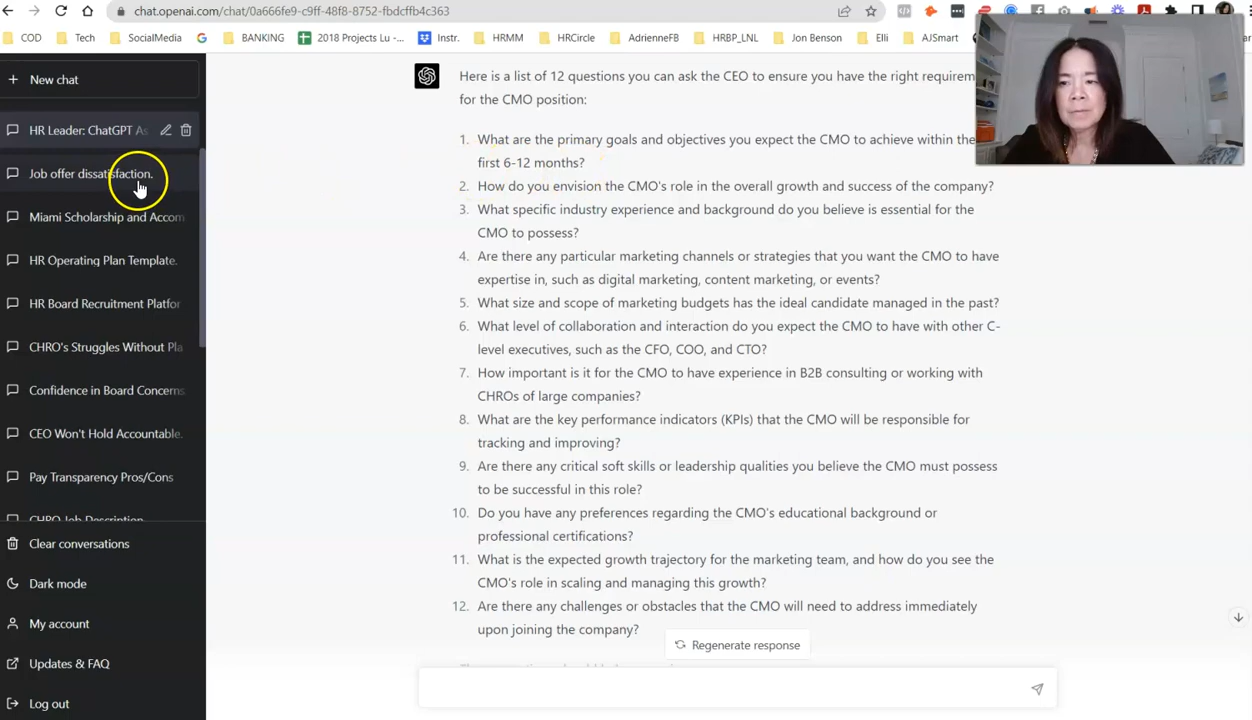 chat.openai.com/chat/0a666fe9-c9ff-48f8-8752-fbdcffb4c363
COD Tech SocialMedia BANKING 2018 Projects Lu -... Instr. HRMM HRCircle AdrienneFB HRBP_LNL Jon Benson Elli AJSmart
New chat
HR Leader: ChatGPT As
Job offer dissatisfaction.
Miami Scholarship and Accom
HR Operating Plan Template.
HR Board Recruitment Platfor
CHRO's Struggles Without Pla
Confidence in Board Concerns
CEO Won't Hold Accountable.
Pay Transparency Pros/Cons
CHRO Job Description
Clear conversations
Dark mode
My account
Updates & FAQ
Log out
Here is a list of 12 questions you can ask the CEO to ensure you have the right requirem
for the CMO position:
1. What are the primary goals and objectives you expect the CMO to achieve within the
first 6-12 months?
2. How do you envision the CMO's role in the overall growth and success of the company?
3. What specific industry experience and background do you believe is essential for the
CMO to possess?
4. Are there any particular marketing channels or strategies that you want the CMO to have
expertise in, such as digital marketing, content marketing, or events?
5. What size and scope of marketing budgets has the ideal candidate managed in the past?
6. What level of collaboration and interaction do you expect the CMO to have with other C-
level executives, such as the CFO, COO, and CTO?
7. How important is it for the CMO to have experience in B2B consulting or working with
CHROs of large companies?
8. What are the key performance indicators (KPIs) that the CMO will be responsible for
tracking and improving?
9. Are there any critical soft skills or leadership qualities you believe the CMO must possess
to be successful in this role?
10. Do you have any preferences regarding the CMO's educational background or
professional certifications?
11. What is the expected growth trajectory for the marketing team, and how do you see the
CMO's role in scaling and managing this growth?
12. Are there any challenges or obstacles that the CMO will need to address immediately
upon joining the company?
Regenerate response